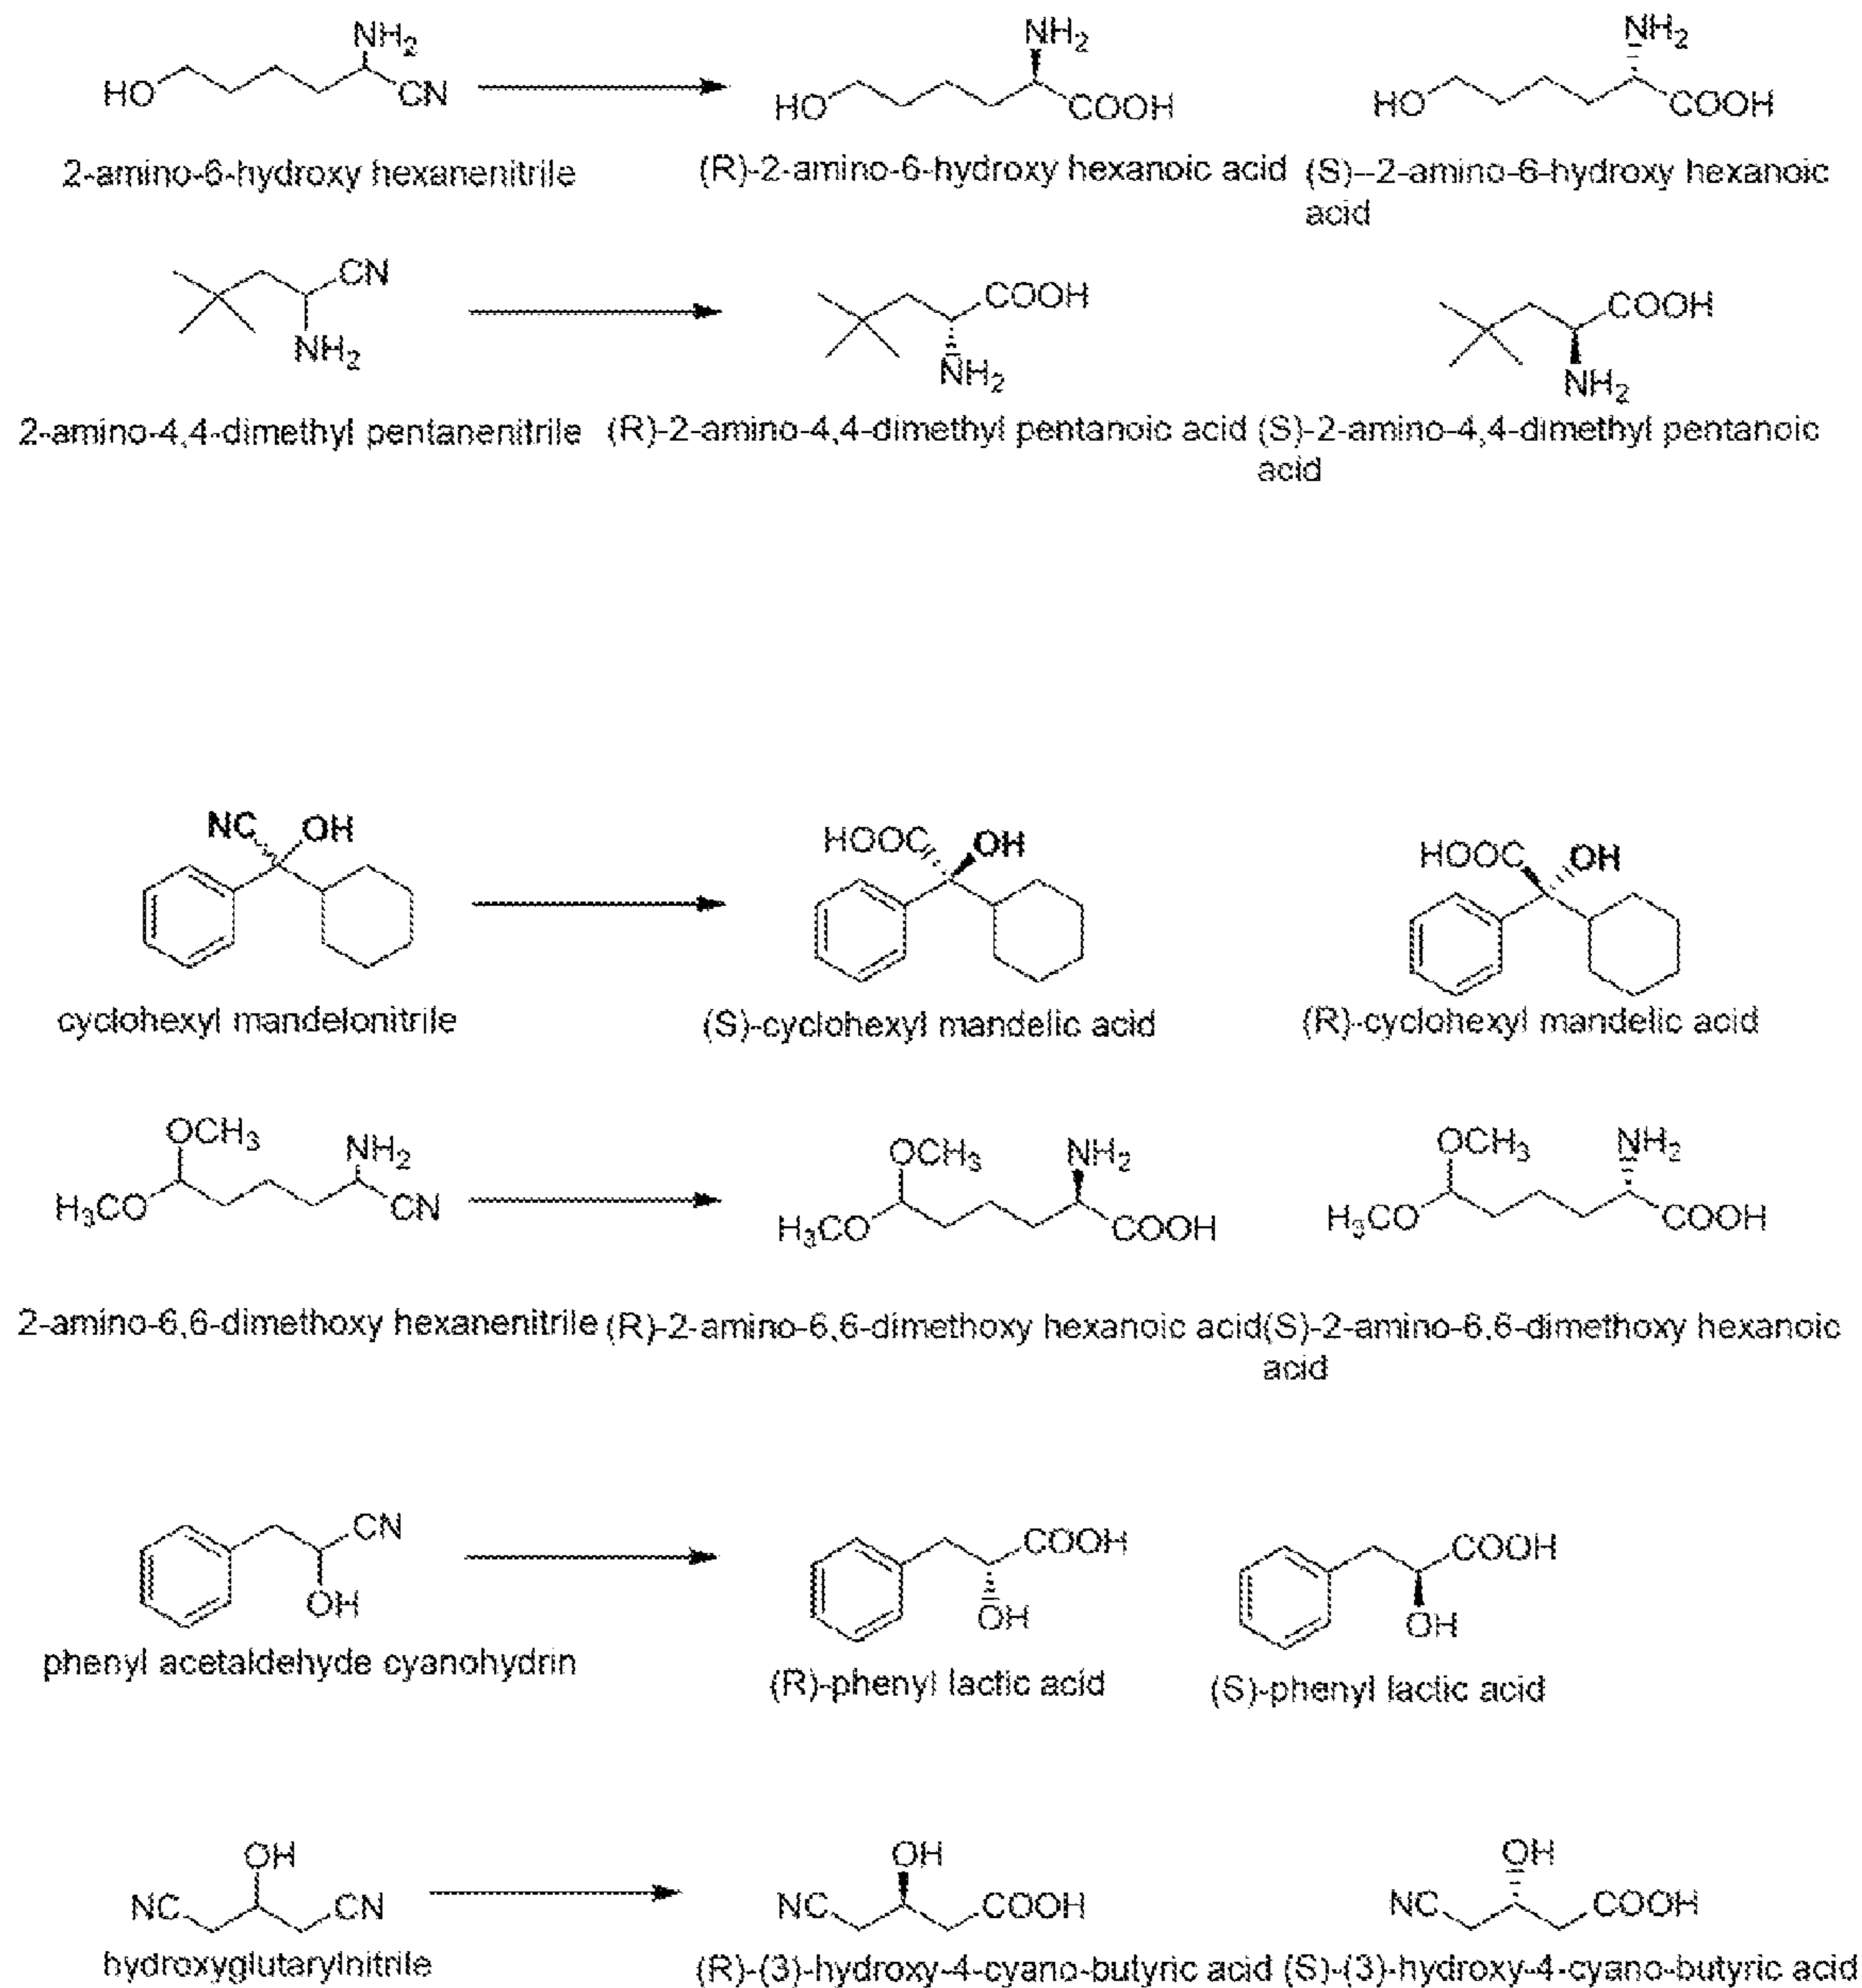 NH₂ NH₂ NH₂
HO CN HO COOH HO COOH
2-amino-6-hydroxy hexanenitrile (R)-2-amino-6-hydroxy hexanoic acid (S)--2-amino-6-hydroxy hexanoic
acid
CN COOH COOH
NH₂ NH₂ NH₂
2-amino-4,4-dimethyl pentanenitrile (R)-2-amino-4,4-dimethyl pentanoic acid (S)-2-amino-4,4-dimethyl pentanoic
acid
NC OH HOOC OH HOOC OH
cyclohexyl mandelonitrile (S)-cyclohexyl mandelic acid (R)-cyclohexyl mandelic acid
OCH₃ NH₂ OCH₃ NH₂ OCH₃ NH₂
H₃CO CN H₃CO COOH H₃CO COOH
2-amino-6,6-dimethoxy hexanenitrile (R)-2-amino-6,6-dimethoxy hexanoic acid(S)-2-amino-6,6-dimethoxy hexanoic
acid
CN COOH COOH
OH OH OH
phenyl acetaldehyde cyanohydrin (R)-phenyl lactic acid (S)-phenyl lactic acid
OH OH OH
NC CN NC COOH NC COOH
hydroxyglutarylnitrile (R)-(3)-hydroxy-4-cyano-butyric acid (S)-(3)-hydroxy-4-cyano-butyric acid